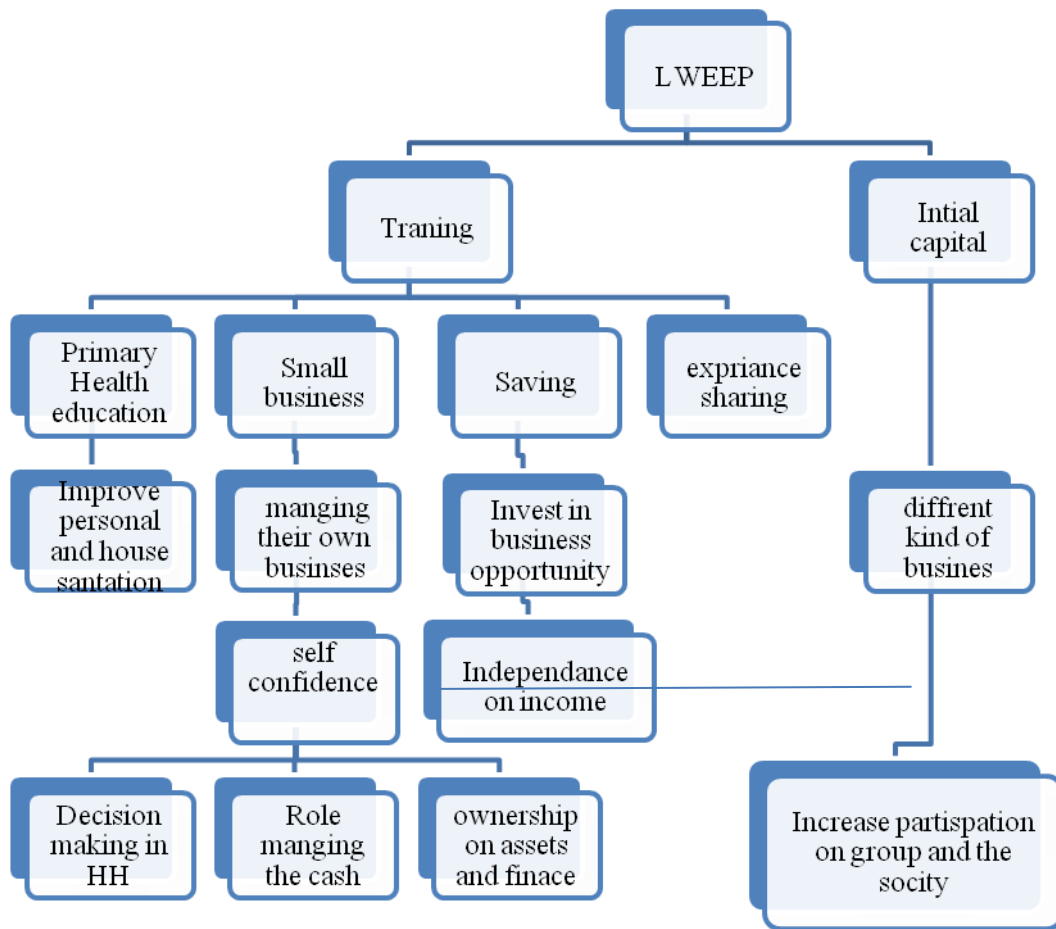 LWEEP
Traning
Intial
capital
Primary
Health
education
Small
business
Saving
expriance
sharing
Improve
personal
and house
santation
manging
their own
businses
Invest in
business
opportunity
diffrent
kind of
busines
self
confidence
Independance
on income
Decision
making in
HH
Role
manging
the cash
ownership
on assets
and finace
Increase partispation
on group and the
socity